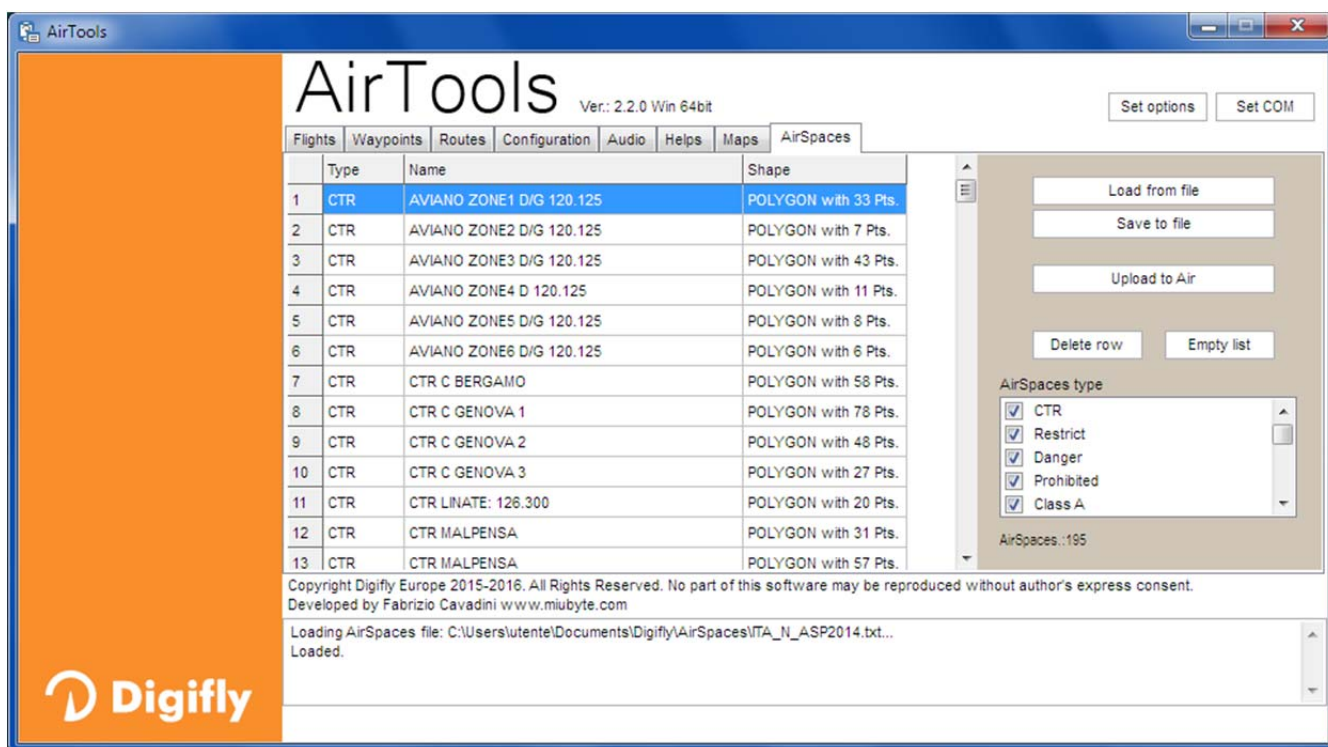 AirTools
AirTools Ver.: 2.2.0 Win 64bit
Set options Set COM
Flights Waypoints Routes Configuration Audio Helps Maps AirSpaces
Type Name Shape
1 CTR AVIANO ZONE1 D/G 120.125 POLYGON with 33 Pts.
2 CTR AVIANO ZONE2 D/G 120.125 POLYGON with 7 Pts.
3 CTR AVIANO ZONE3 D/G 120.125 POLYGON with 43 Pts.
4 CTR AVIANO ZONE4 D 120.125 POLYGON with 11 Pts.
5 CTR AVIANO ZONE5 D/G 120.125 POLYGON with 8 Pts.
6 CTR AVIANO ZONE6 D/G 120.125 POLYGON with 6 Pts.
7 CTR CTR C BERGAMO POLYGON with 58 Pts.
8 CTR CTR C GENOVA 1 POLYGON with 78 Pts.
9 CTR CTR C GENOVA 2 POLYGON with 48 Pts.
10 CTR CTR C GENOVA 3 POLYGON with 27 Pts.
11 CTR CTR LINATE: 126.300 POLYGON with 20 Pts.
12 CTR CTR MALPENSA POLYGON with 31 Pts.
13 CTR CTR MALPENSA POLYGON with 57 Pts.
Load from file
Save to file
Upload to Air
Delete row Empty list
AirSpaces type
CTR
Restrict
Danger
Prohibited
Class A
AirSpaces.:195
Copyright Digifly Europe 2015-2016. All Rights Reserved. No part of this software may be reproduced without author's express consent.
Developed by Fabrizio Cavadini www.miubyte.com
Loading AirSpaces file: C:\Users\utente\Documents\Digifly\AirSpaces\ITA_N_ASP2014.txt...
Loaded.
Digifly